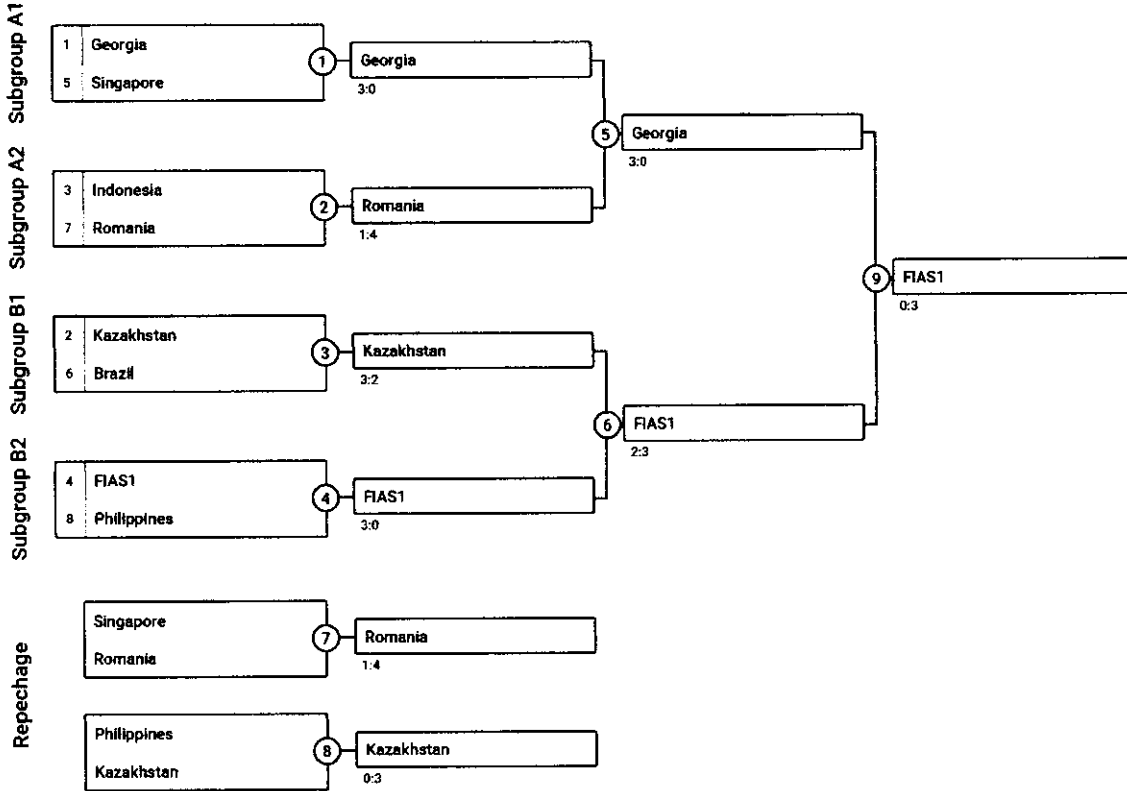 Subgroup A1
1 Georgia
5 Singapore
1
Georgia
3:0
Subgroup A2
3 Indonesia
7 Romania
2
Romania
1:4
5
Georgia
3:0
Subgroup B1
2 Kazakhstan
6 Brazil
3
Kazakhstan
3:2
Subgroup B2
4 FIAS1
8 Philippines
4
FIAS1
3:0
6
FIAS1
2:3
9
FIAS1
0:3
Repechage
Singapore
Romania
7
Romania
1:4
Philippines
Kazakhstan
8
Kazakhstan
0:3